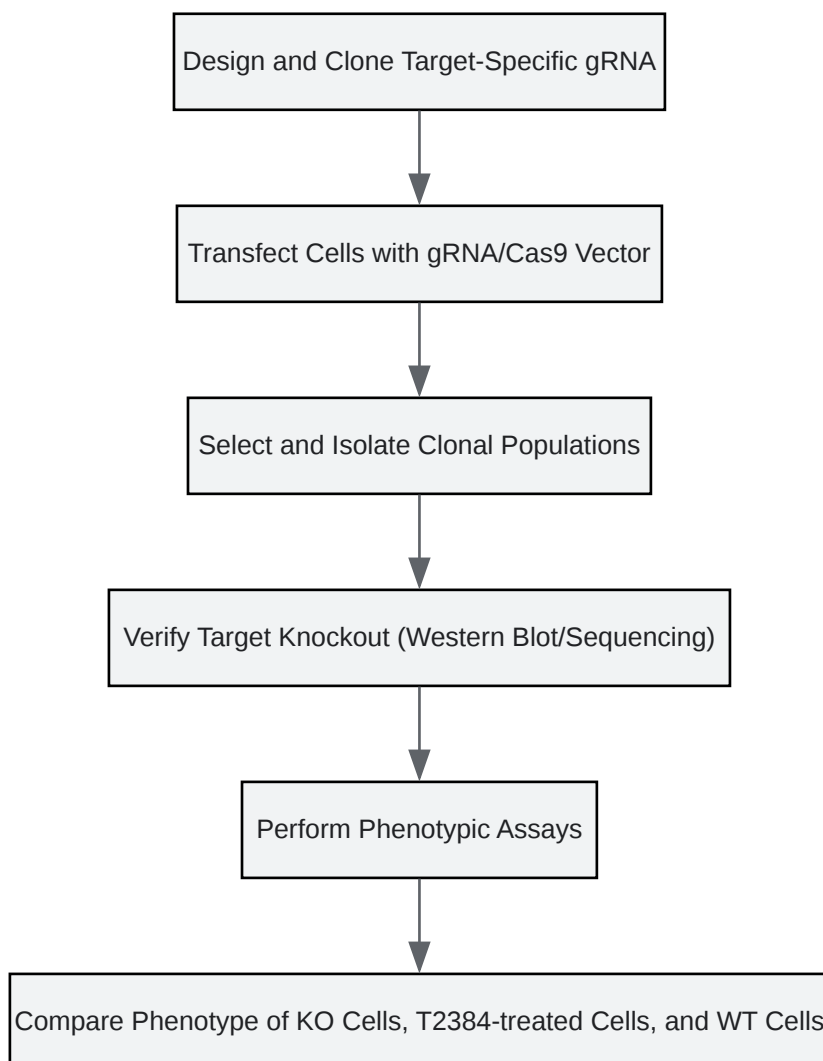 Design and Clone Target-Specific gRNA
Transfect Cells with gRNA/Cas9 Vector
Select and Isolate Clonal Populations
Verify Target Knockout (Western Blot/Sequencing)
Perform Phenotypic Assays
Compare Phenotype of KO Cells, T2384-treated Cells, and WT Cells